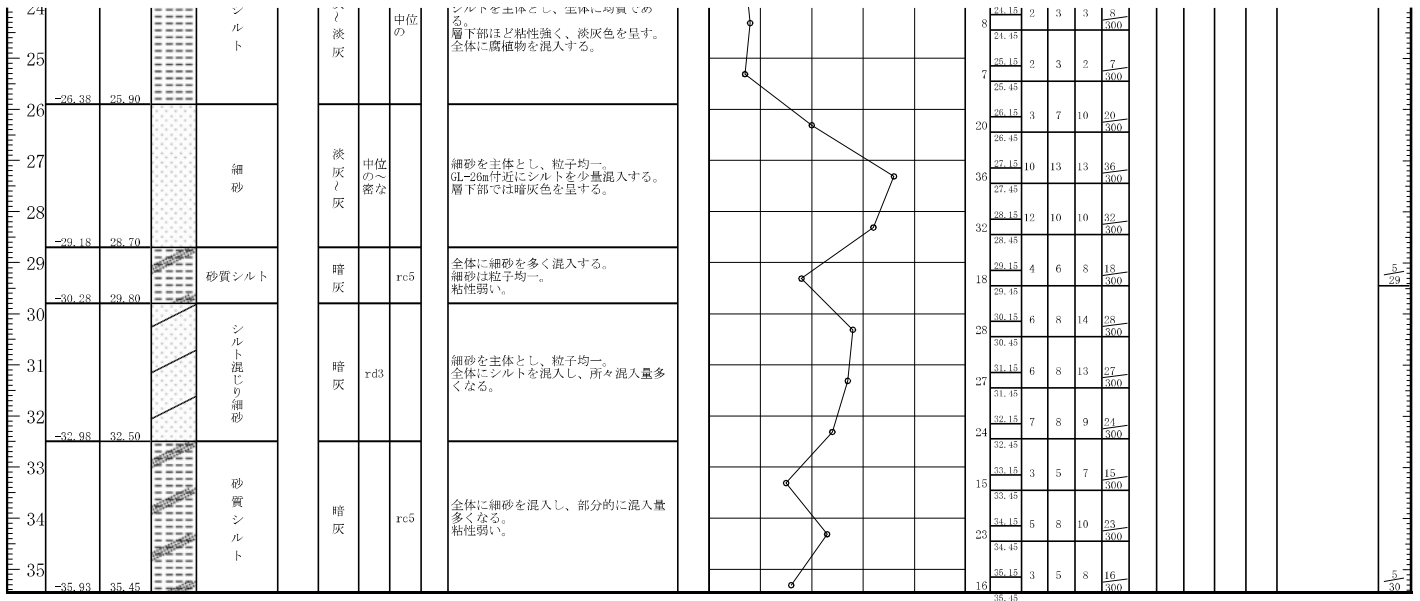 24
シルト
淡灰
中位の
シルトを主体とし、全体に均質である。
層下部ほど粘性強く、淡灰色を呈す。
全体に腐植物を混入する。
8
24.15 2 3 3 8/300
24.45
25
7
25.15 2 3 2 7/300
25.45
-26.38 25.90
26
20
26.15 3 7 10 20/300
26.45
27
細砂
淡灰～灰
中位の～密な
細砂を主体とし、粒子均一。
GL-26m付近にシルトを少量混入する。
層下部では暗灰色を呈する。
36
27.15 10 13 13 36/300
27.45
28
32
28.15 12 10 10 32/300
28.45
-29.18 28.70
29
砂質シルト
暗灰
rc5
全体に細砂を多く混入する。
細砂は粒子均一。
粘性弱い。
18
29.15 4 6 8 18/300
29.45
5/29
-30.28 29.80
30
28
30.15 6 8 14 28/300
30.45
31
シルト混じり細砂
暗灰
rd3
細砂を主体とし、粒子均一。
全体にシルトを混入し、所々混入量多
くなる。
27
31.15 6 8 13 27/300
31.45
32
24
32.15 7 8 9 24/300
32.45
-32.98 32.50
33
15
33.15 3 5 7 15/300
33.45
34
砂質シルト
暗灰
rc5
全体に細砂を混入し、部分的に混入量
多くなる。
粘性弱い。
23
34.15 5 8 10 23/300
34.45
35
16
35.15 3 5 8 16/300
35.45
-35.93 35.45
5/30